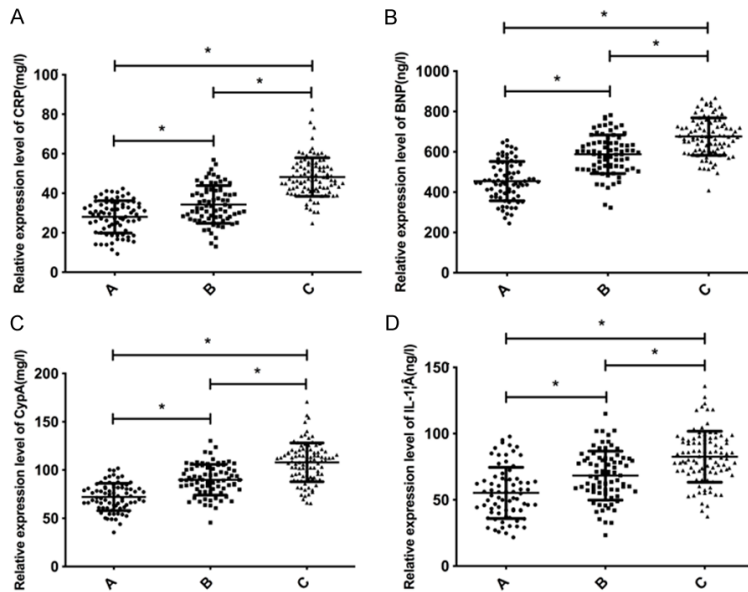 A
Relative expression level of CRP(mg/l)
100
80
60
40
20
0
*
*
*
A
B
C
B
Relative expression level of BNP(ng/l)
1000
800
600
400
200
0
*
*
*
A
B
C
C
Relative expression level of CypA(mg/l)
200
150
100
50
0
*
*
*
A
B
C
D
Relative expression level of IL-1¦Â(ng/l)
150
100
50
0
*
*
*
A
B
C